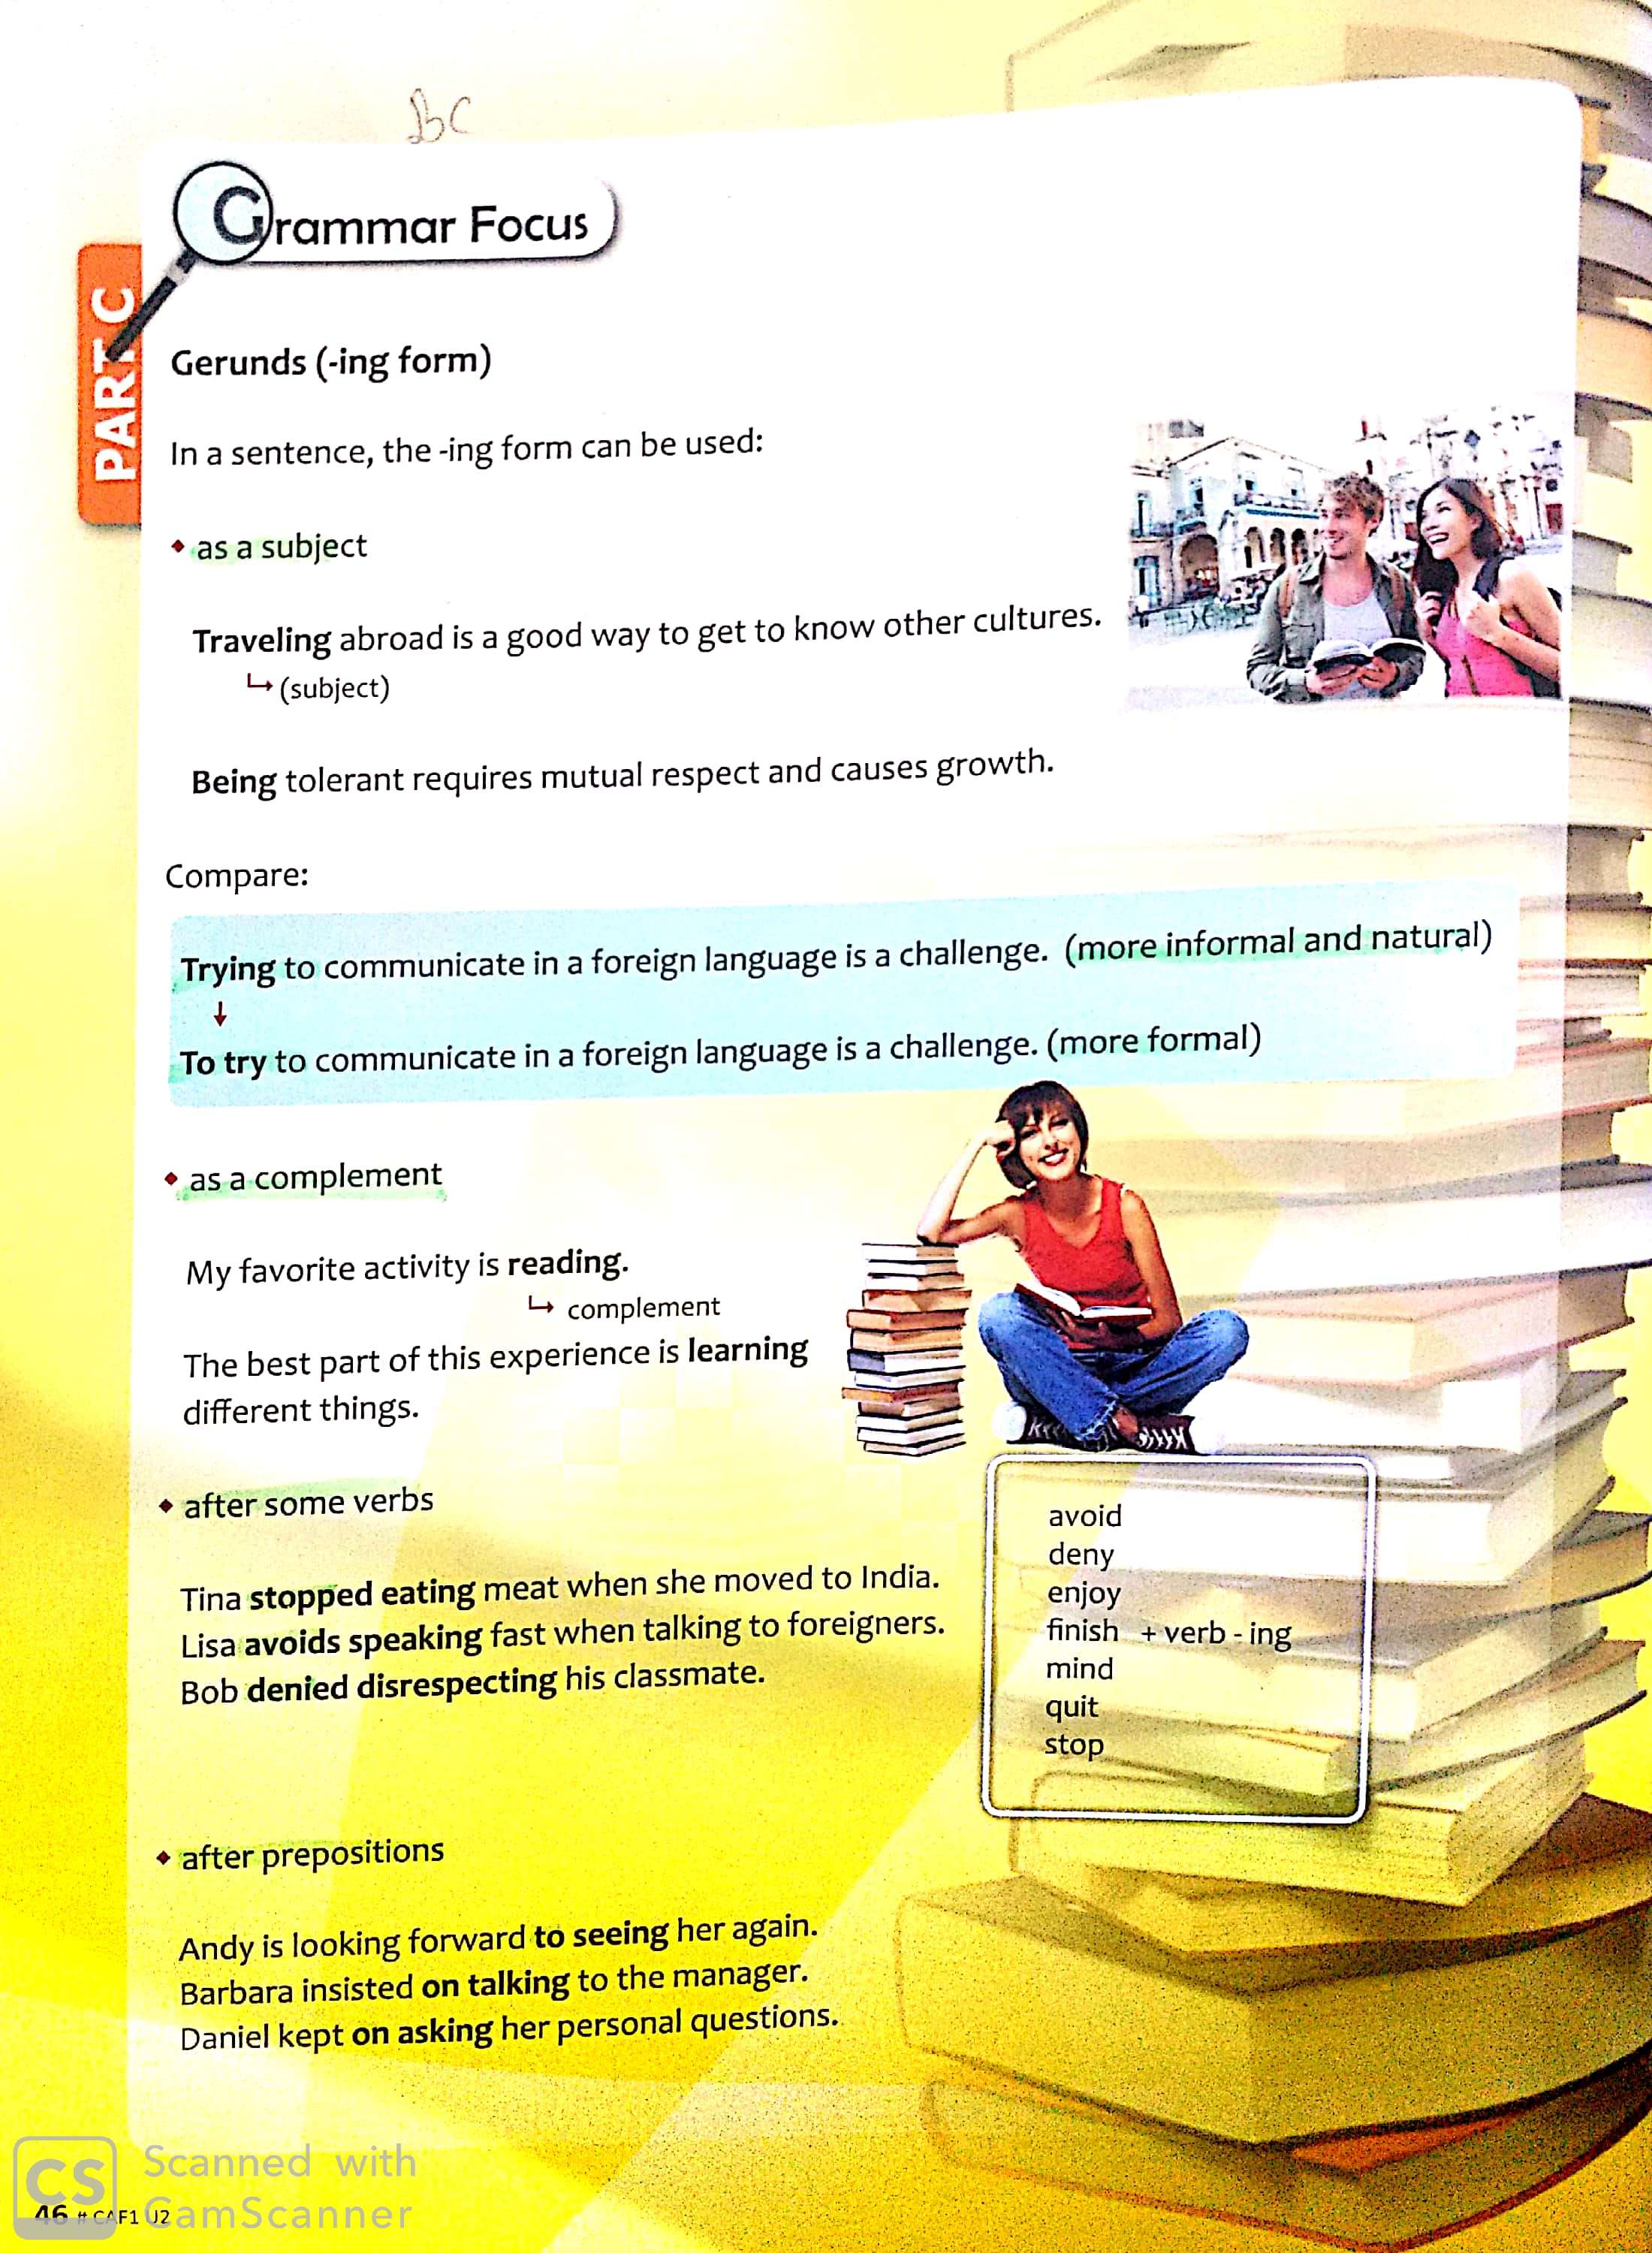 Grammar Focus
PART C
Gerunds (-ing form)
In a sentence, the -ing form can be used:
as a subject
Traveling abroad is a good way to get to know other cultures.
(subject)
Being tolerant requires mutual respect and causes growth.
Compare:
Trying to communicate in a foreign language is a challenge. (more informal and natural)
To try to communicate in a foreign language is a challenge. (more formal)
as a complement
My favorite activity is reading.
complement
The best part of this experience is learning
different things.
after some verbs
Tina stopped eating meat when she moved to India.
Lisa avoids speaking fast when talking to foreigners.
Bob denied disrespecting his classmate.
avoid
deny
enjoy
finish + verb - ing
mind
quit
stop
after prepositions
Andy is looking forward to seeing her again.
Barbara insisted on talking to the manager.
Daniel kept on asking her personal questions.
CS Scanned with
CamScanner
46 # CAF1 U2